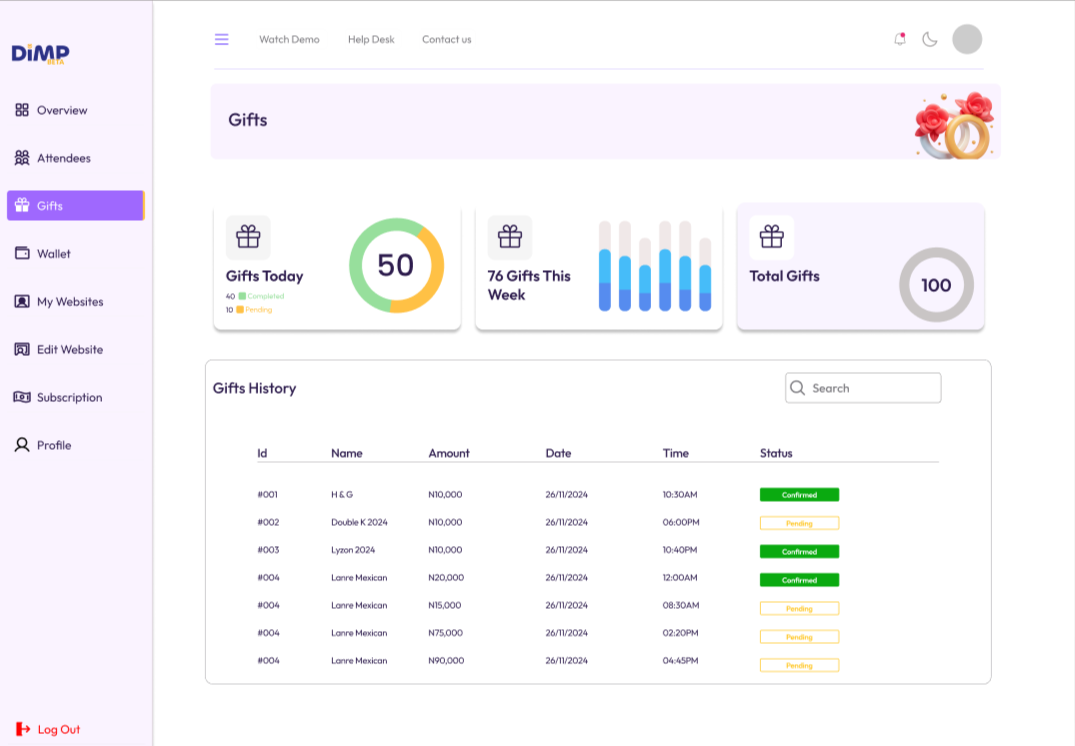 DiMP
BETA
Overview
Attendees
Gifts
Wallet
My Websites
Edit Website
Subscription
Profile
Log Out
Watch Demo Help Desk Contact us
Gifts
Gifts Today
40 Completed
10 Pending
50
76 Gifts This
Week
Total Gifts
100
Gifts History
Search
Id Name Amount Date Time Status
#001 H & G N10,000 26/11/2024 10:30AM Confirmed
#002 Double K 2024 N10,000 26/11/2024 06:00PM Pending
#003 Lyzon 2024 N10,000 26/11/2024 10:40PM Confirmed
#004 Lanre Mexican N20,000 26/11/2024 12:00AM Confirmed
#004 Lanre Mexican N15,000 26/11/2024 08:30AM Pending
#004 Lanre Mexican N75,000 26/11/2024 02:20PM Pending
#004 Lanre Mexican N90,000 26/11/2024 04:45PM Pending